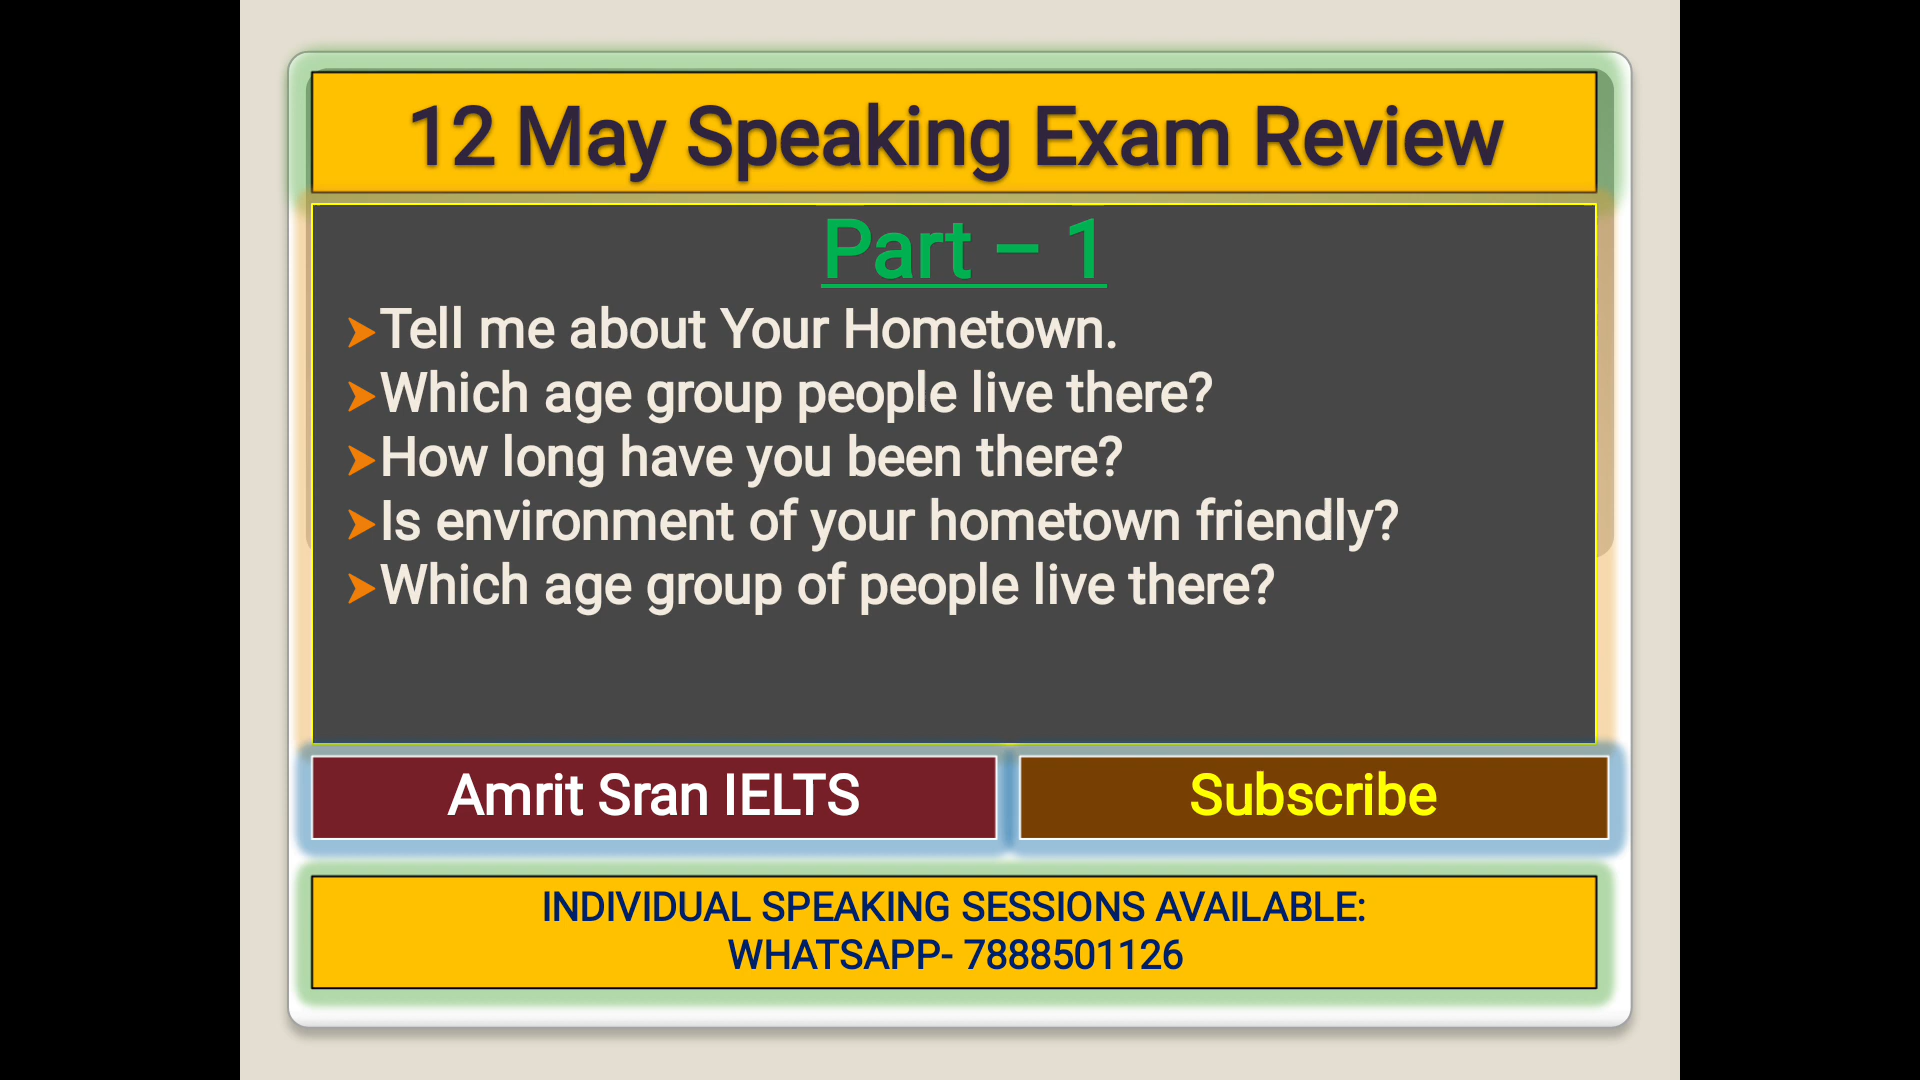 12 May Speaking Exam Review
Part – 1
➤Tell me about Your Hometown.
➤Which age group people live there?
➤How long have you been there?
➤Is environment of your hometown friendly?
➤Which age group of people live there?
Amrit Sran IELTS
Subscribe
INDIVIDUAL SPEAKING SESSIONS AVAILABLE:
WHATSAPP- 7888501126